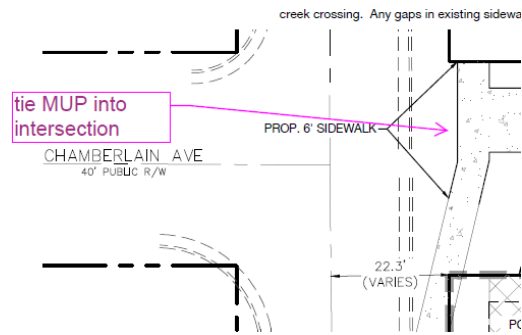 creek crossing. Any gaps in existing
tie MUP into
intersection
PROP. 6' SIDEWALK
CHAMBERLAIN AVE
40' PUBLIC R/W
22.3'
(VARIES)